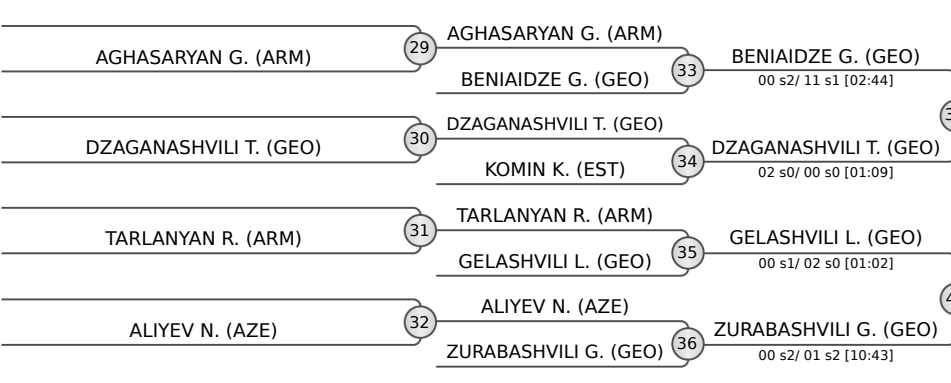 AGHASARYAN G. (ARM)
29
AGHASARYAN G. (ARM)
BENIAIDZE G. (GEO)
33
BENIAIDZE G. (GEO)
00 s2/ 11 s1 [02:44]
DZAGANASHVILI T. (GEO)
30
DZAGANASHVILI T. (GEO)
KOMIN K. (EST)
34
DZAGANASHVILI T. (GEO)
02 s0/ 00 s0 [01:09]
TARLANYAN R. (ARM)
31
TARLANYAN R. (ARM)
GELASHVILI L. (GEO)
35
GELASHVILI L. (GEO)
00 s1/ 02 s0 [01:02]
ALIYEV N. (AZE)
32
ALIYEV N. (AZE)
ZURABASHVILI G. (GEO)
36
ZURABASHVILI G. (GEO)
00 s2/ 01 s2 [10:43]